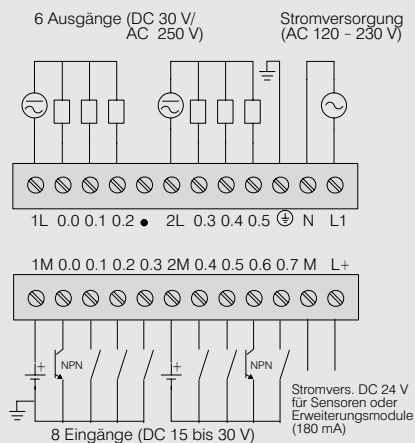 6 Ausgänge (DC 30 V/
AC 250 V)
Stromversorgung
(AC 120 - 230 V)
1L 0.0 0.1 0.2 • 2L 0.3 0.4 0.5 N L1
1M 0.0 0.1 0.2 0.3 2M 0.4 0.5 0.6 0.7 M L+
+ NPN + NPN
Stromvers. DC 24 V
für Sensoren oder
Erweiterungsmodule
(180 mA)
8 Eingänge (DC 15 bis 30 V)